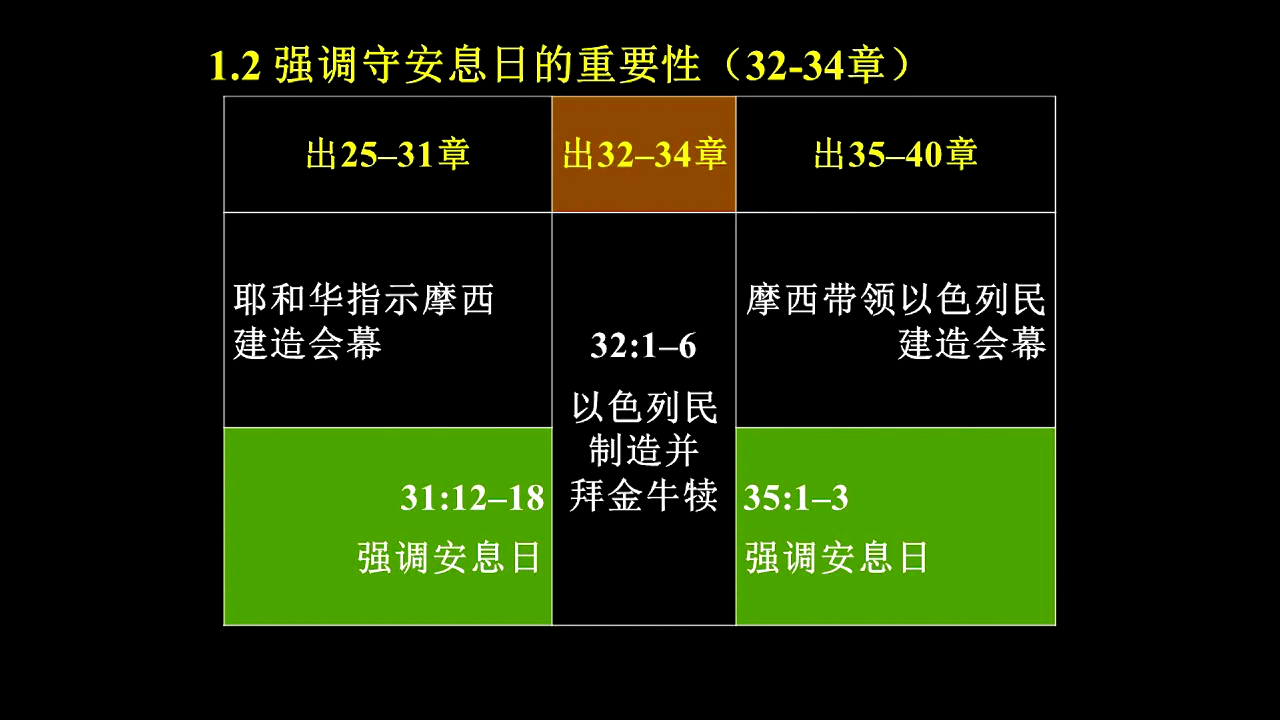 1.2 强调守安息日的重要性（32-34章）
出25–31章
出32–34章
出35–40章
耶和华指示摩西
建造会幕
32:1–6
以色列民
制造并
拜金牛犊
摩西带领以色列民
建造会幕
31:12–18
强调安息日
35:1–3
强调安息日